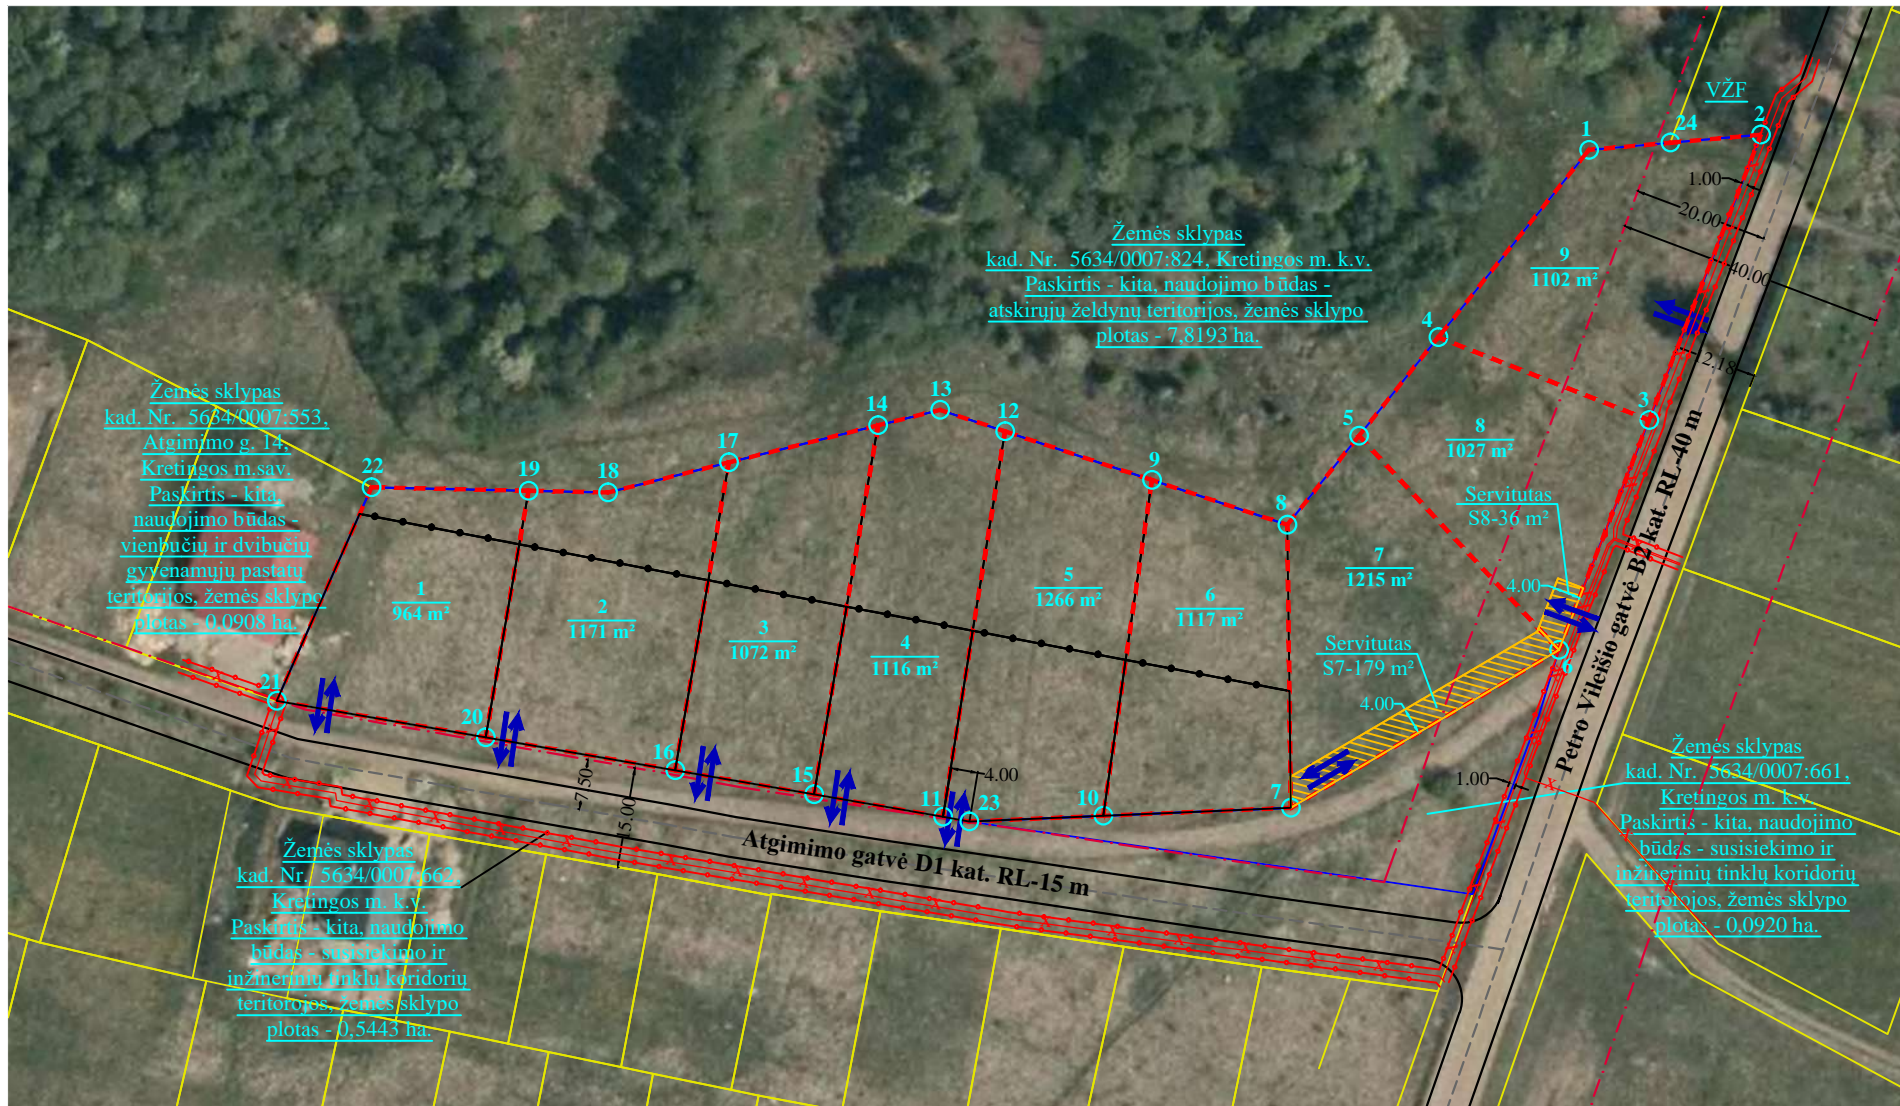 VŽF
1
24
2
1.00
20.00
40.00
Žemės sklypas
kad. Nr. 5634/0007:824, Kretingos m. k.v.
Paskirtis - kita, naudojimo būdas -
atskirųjų želdynų teritorijos, žemės sklypo
plotas - 7,8193 ha.
9
1102 m²
4
2.18
3
8
1027 m²
5
Žemės sklypas
kad. Nr. 5634/0007:553,
Atgimimo g. 14,
Kretingos m.sav.
Paskirtis - kita,
naudojimo būdas -
vienbučių ir dvibučių
gyvenamųjų pastatų
teritorijos, žemės sklypo
plotas - 0,0908 ha.
22
19
18
17
14
13
12
9
8
Servitutas
S8-36 m²
4.00
7
1215 m²
1
964 m²
2
1171 m²
3
1072 m²
4
1116 m²
5
1266 m²
6
1117 m²
Servitutas
S7-179 m²
4.00
6
Petro Vileišio gatvė B2 kat. RL-40 m
21
20
16
15
11
23
10
7
4.00
7.50
15.00
1.00
Atgimimo gatvė D1 kat. RL-15 m
Žemės sklypas
kad. Nr. 5634/0007:661,
Kretingos m. k.v.
Paskirtis - kita, naudojimo
būdas - susisiekimo ir
inžinerinių tinklų koridorių
teritorojos, žemės sklypo
plotas - 0,0920 ha.
Žemės sklypas
kad. Nr. 5634/0007:662,
Kretingos m. k.v.
Paskirtis - kita, naudojimo
būdas - susisiekimo ir
inžinerinių tinklų koridorių
teritorojos, žemės sklypo
plotas - 0,5443 ha.